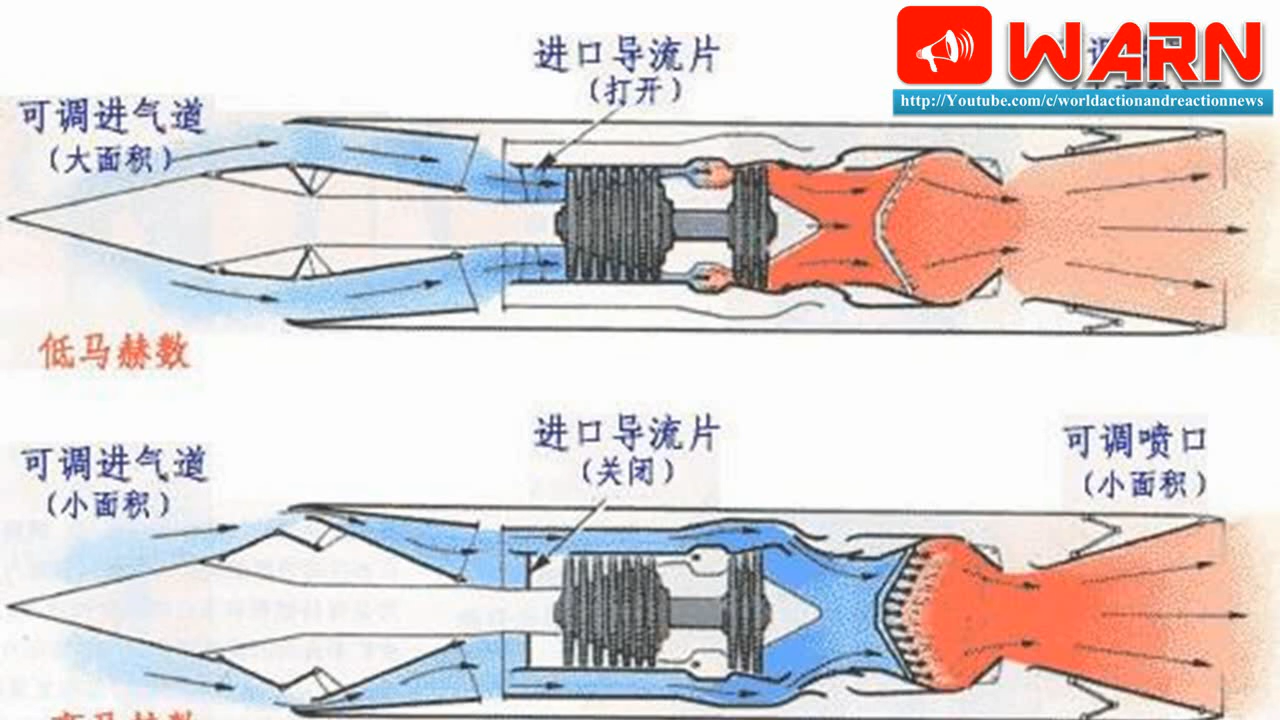 WARN
http://Youtube.com/c/worldactionandreactionnews
进口导流片
(打开)
可调进气道
(大面积)
低马赫数
进口导流片
(关闭)
可调进气道
(小面积)
可调喷口
(小面积)